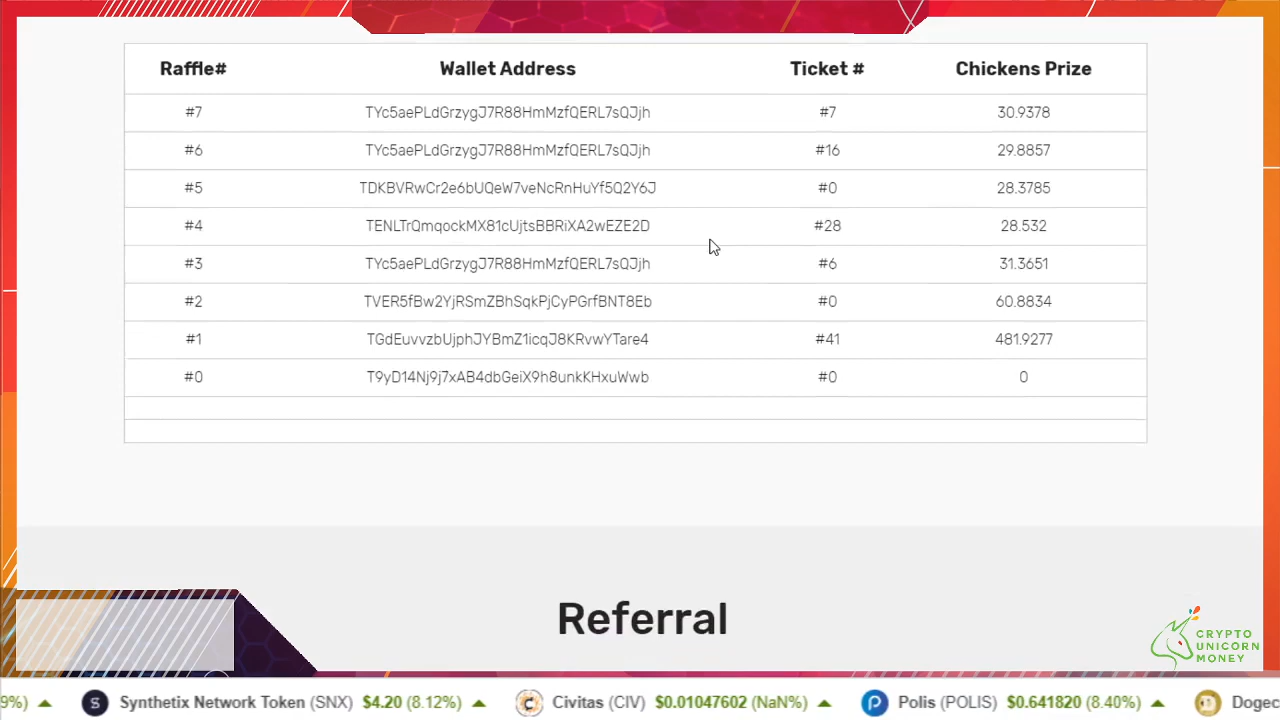 Raffle# Wallet Address Ticket # Chickens Prize
#7 TYc5aePLdGrzygJ7R88HmMzfQERL7sQJjh #7 30.9378
#6 TYc5aePLdGrzygJ7R88HmMzfQERL7sQJjh #16 29.8857
#5 TDKBVRwCr2e6bUQeW7veNcRnHuYf5Q2Y6J #0 28.3785
#4 TENLTrQmqockMX81cUjtsBBRiXA2wEZE2D #28 28.532
#3 TYc5aePLdGrzygJ7R88HmMzfQERL7sQJjh #6 31.3651
#2 TVER5fBw2YjRSmZBhSqkPjCyPGrfBNT8Eb #0 60.8834
#1 TGdEuvvzbUjphJYBmZ1icqJ8KRvwYTare4 #41 481.9277
#0 T9yD14Nj9j7xAB4dbGeiX9h8unkKHxuWwb #0 0
Referral
CRYPTO
UNICORN
MONEY
9%) Synthetix Network Token (SNX) $4.20 (8.12%) Civitas (CIV) $0.01047602 (NaN%) Polis (POLIS) $0.641820 (8.40%) Dogec